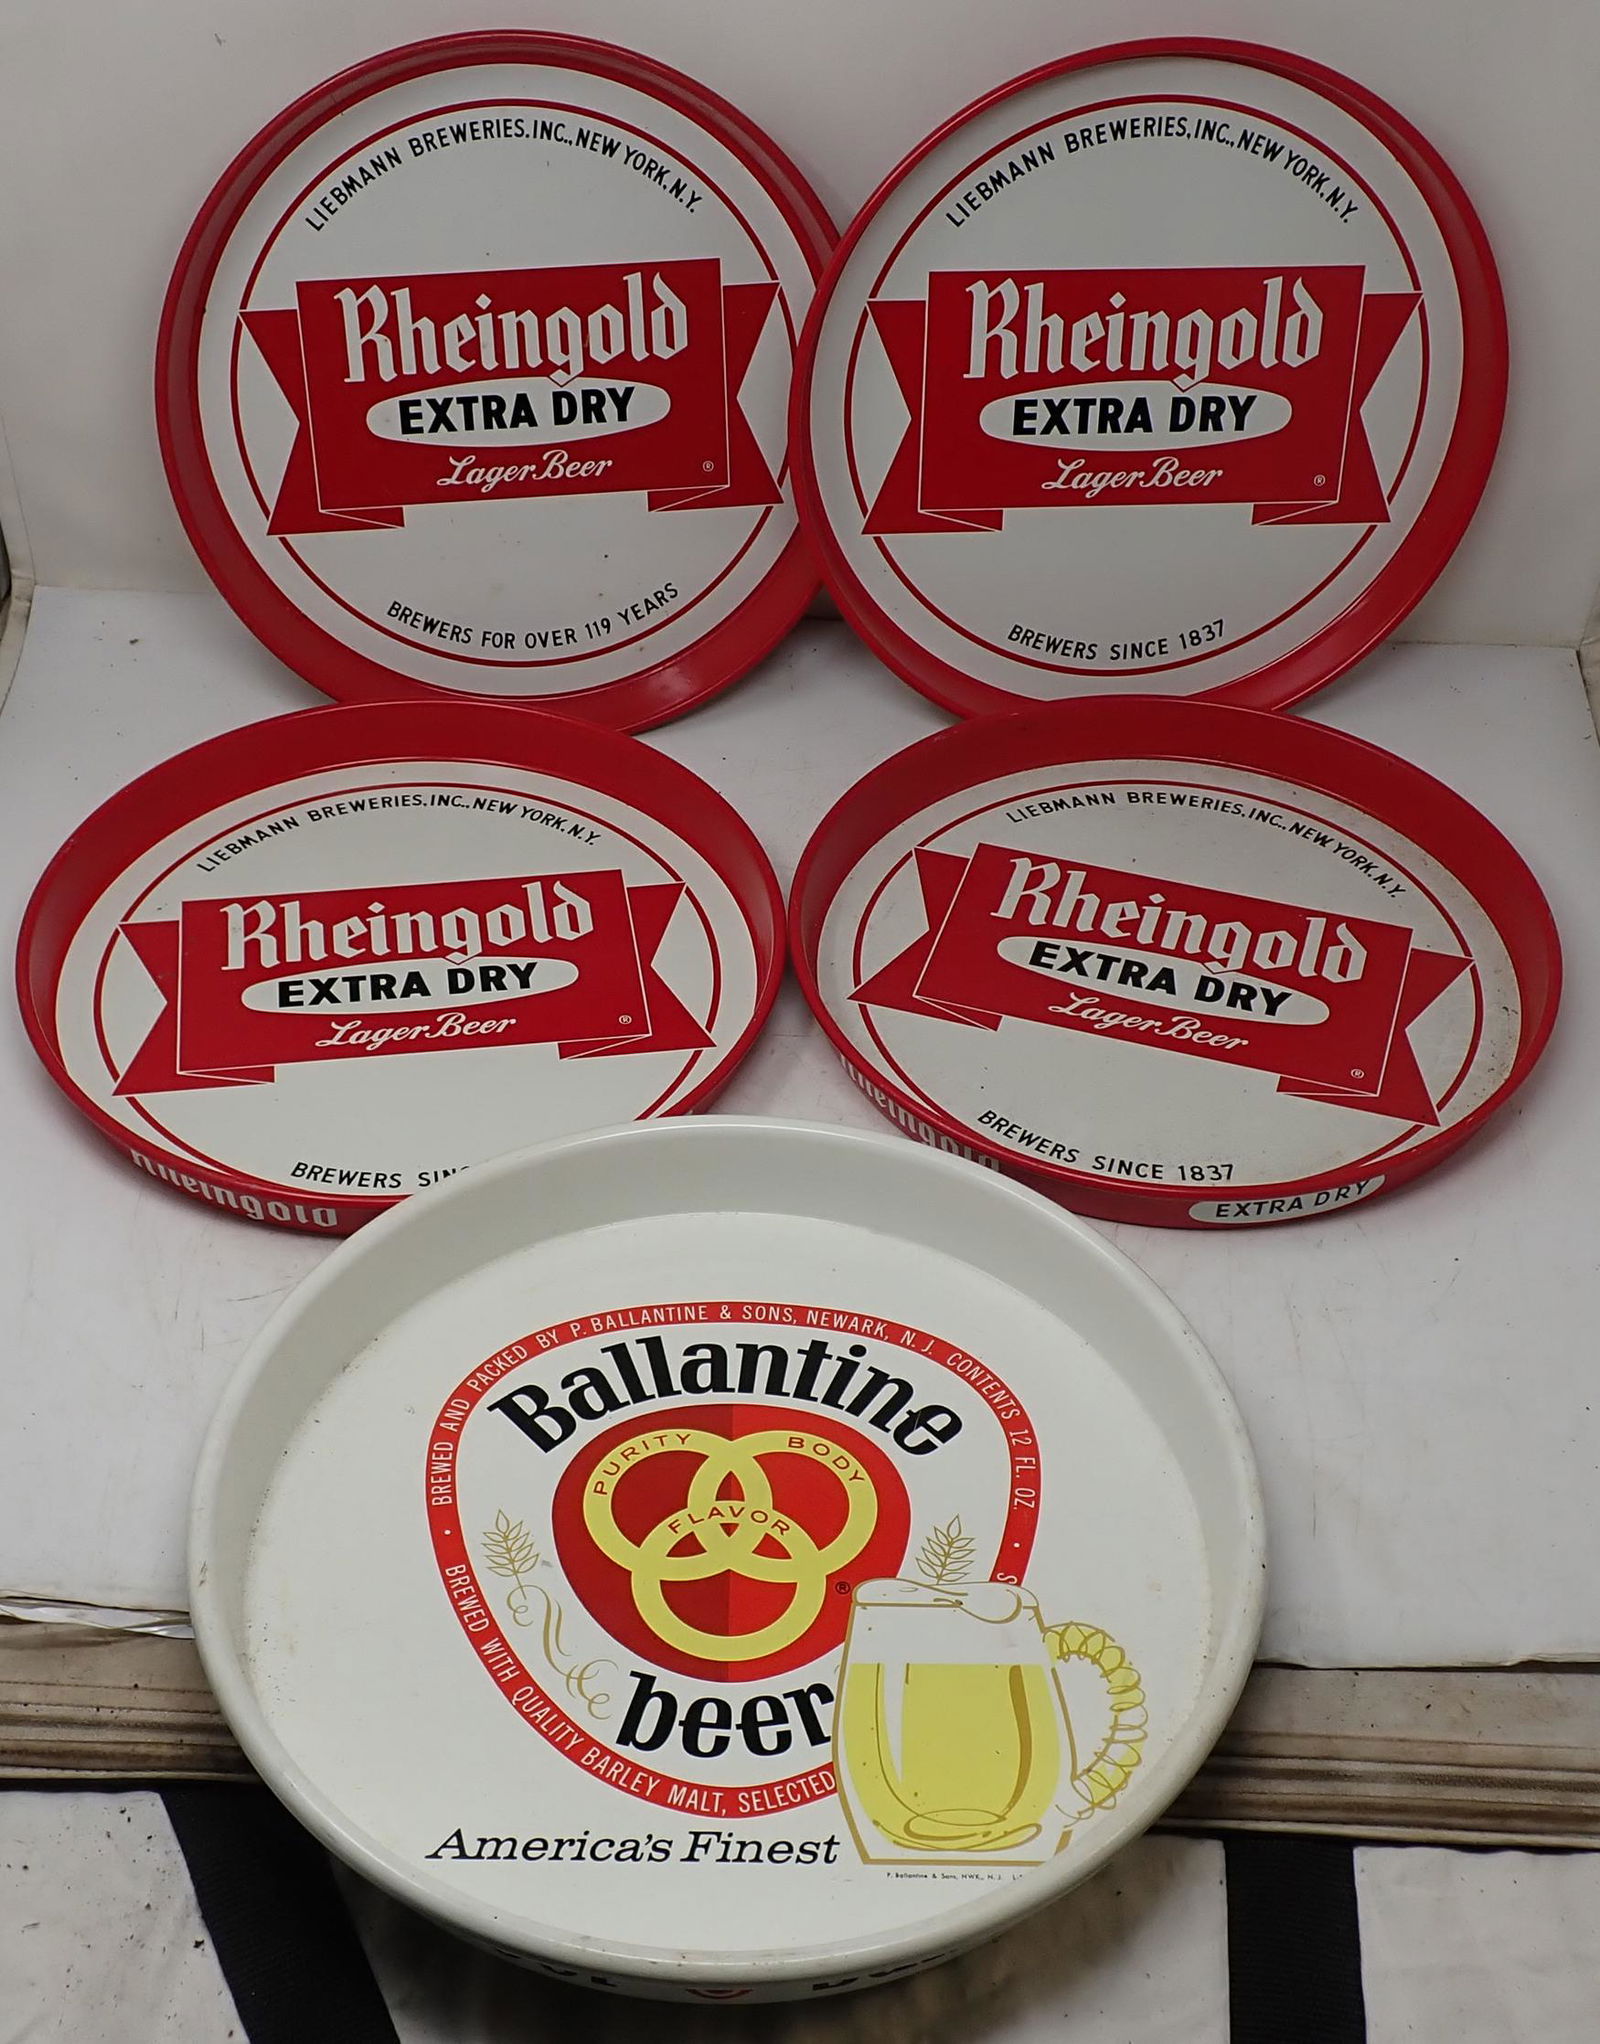 LIEBMANN BREWERIES, INC., NEW YORK, N.Y.
Rheingold
EXTRA DRY
Lager Beer
®
BREWERS FOR OVER 119 YEARS
LIEBMANN BREWERIES, INC., NEW YORK, N.Y.
Rheingold
EXTRA DRY
Lager Beer
®
BREWERS SINCE 1837
LIEBMANN BREWERIES, INC., NEW YORK, N.Y.
Rheingold
EXTRA DRY
Lager Beer
®
BREWERS
Rheingold
LIEBMANN BREWERIES, INC., NEW YORK, N.Y.
Rheingold
EXTRA DRY
Lager Beer
®
BREWERS SINCE 1837
Rheingold
EXTRA DRY
• BREWED AND PACKED BY P. BALLANTINE & SONS, NEWARK, N. J. CONTENTS 12 FL. OZ. •
Ballantine
PURITY
BODY
FLAVOR
®
beer
BREWED WITH QUALITY BARLEY MALT, SELECTED
America's Finest
P. Ballantine & Sons, NWK., N. J.